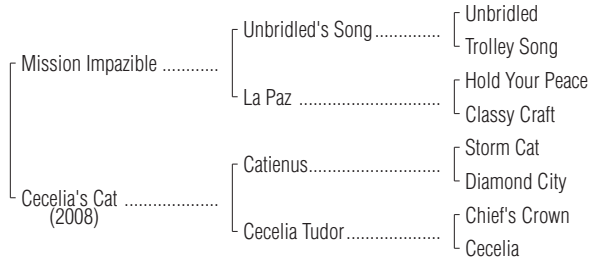 Unbridled
Unbridled's Song..............
Trolley Song
Mission Impazible ............
Hold Your Peace
La Paz ..............................
Classy Craft
Storm Cat
Catienus............................
Diamond City
Cecelia's Cat ....................
(2008)
Chief's Crown
Cecelia Tudor....................
Cecelia